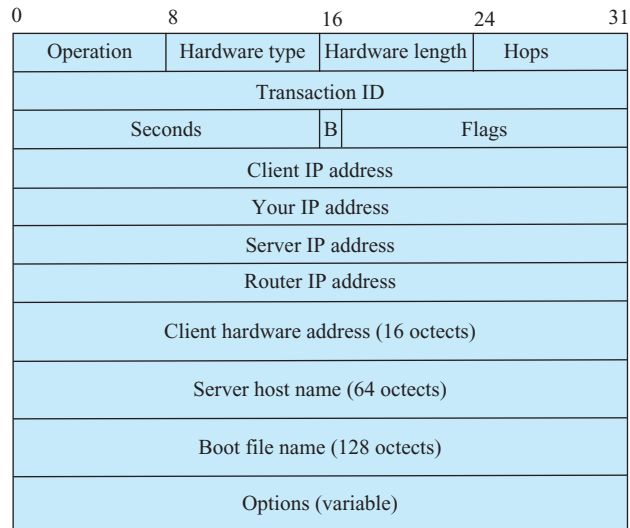 0 8 16 24 31
Operation Hardware type Hardware length Hops
Transaction ID
Seconds B Flags
Client IP address
Your IP address
Server IP address
Router IP address
Client hardware address (16 octects)
Server host name (64 octects)
Boot file name (128 octects)
Options (variable)